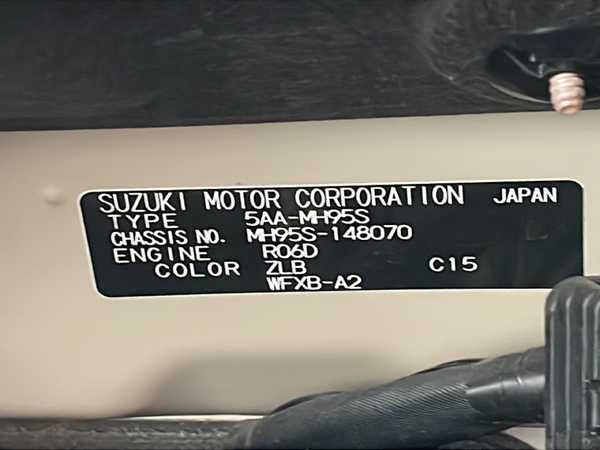 SUZUKI MOTOR CORPORATION JAPAN
TYPE 5AA-MH95S
CHASSIS NO. MH95S-148070
ENGINE R06D
COLOR ZLB C15
WFXB-A2